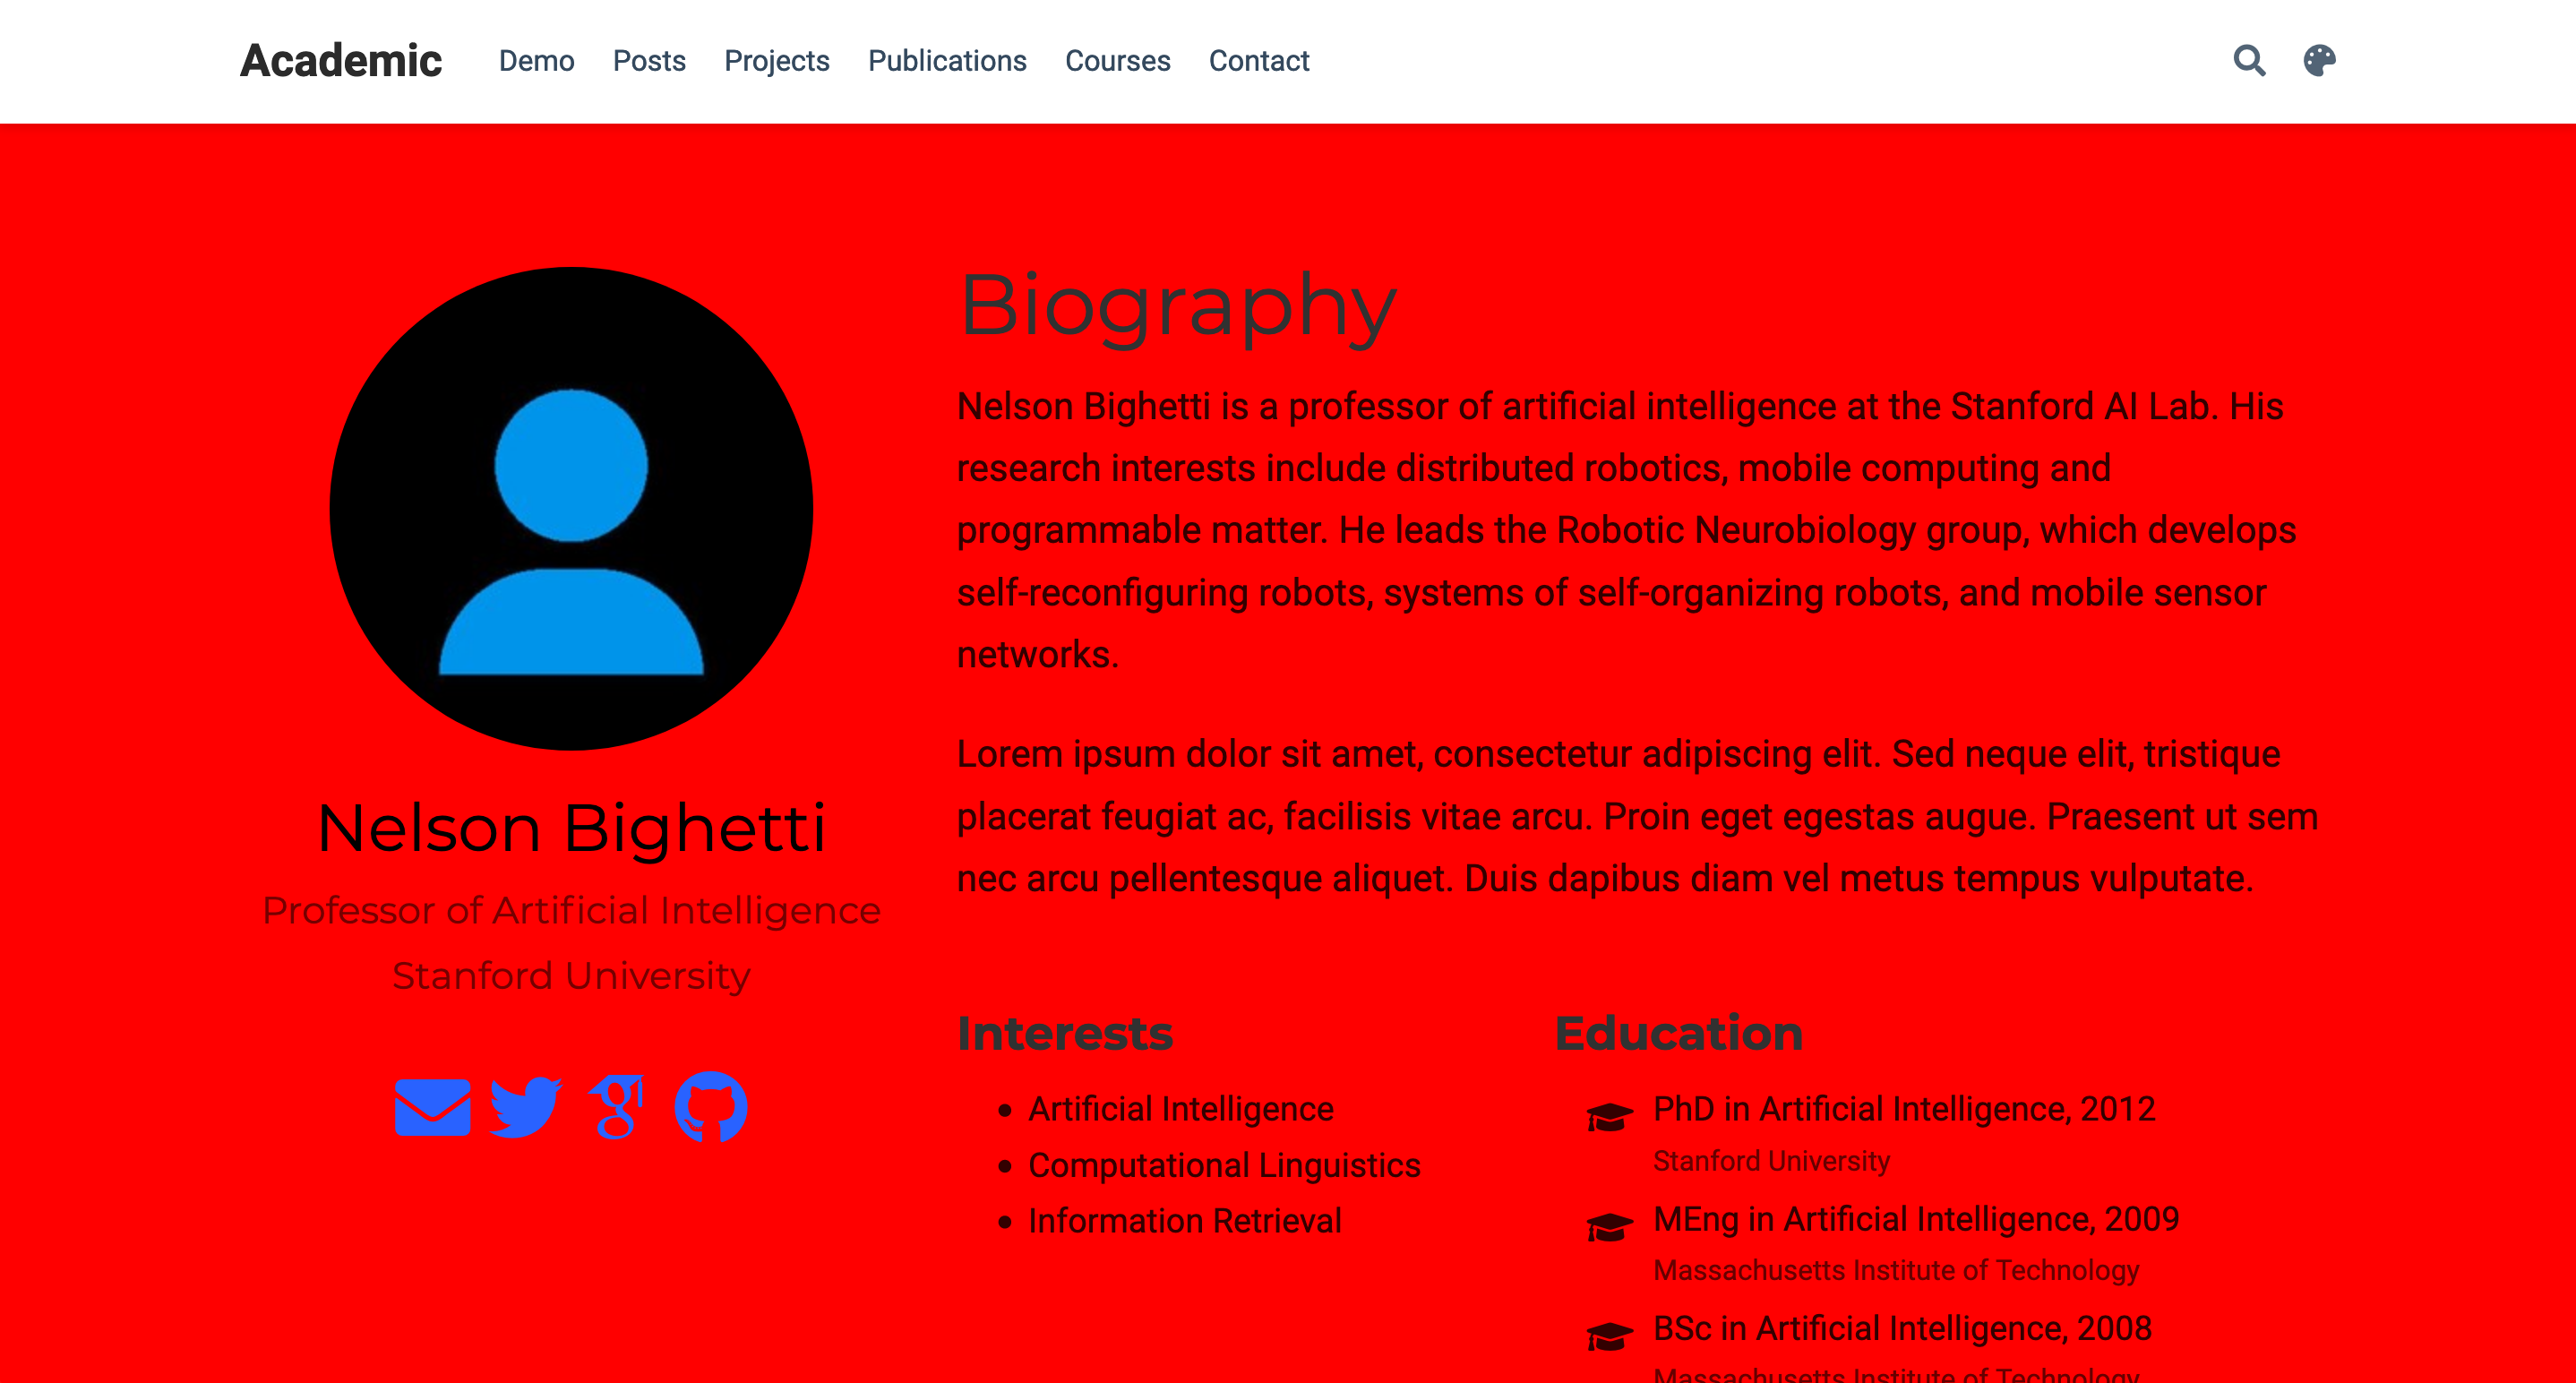 Academic
Demo
Posts
Projects
Publications
Courses
Contact
Nelson Bighetti
Professor of Artificial Intelligence
Stanford University
Biography
Nelson Bighetti is a professor of artificial intelligence at the Stanford AI Lab. His
research interests include distributed robotics, mobile computing and
programmable matter. He leads the Robotic Neurobiology group, which develops
self-reconfiguring robots, systems of self-organizing robots, and mobile sensor
networks.
Lorem ipsum dolor sit amet, consectetur adipiscing elit. Sed neque elit, tristique
placerat feugiat ac, facilisis vitae arcu. Proin eget egestas augue. Praesent ut sem
nec arcu pellentesque aliquet. Duis dapibus diam vel metus tempus vulputate.
Interests
Artificial Intelligence
Computational Linguistics
Information Retrieval
Education
PhD in Artificial Intelligence, 2012
Stanford University
MEng in Artificial Intelligence, 2009
Massachusetts Institute of Technology
BSc in Artificial Intelligence, 2008
Massachusetts Institute of Technology